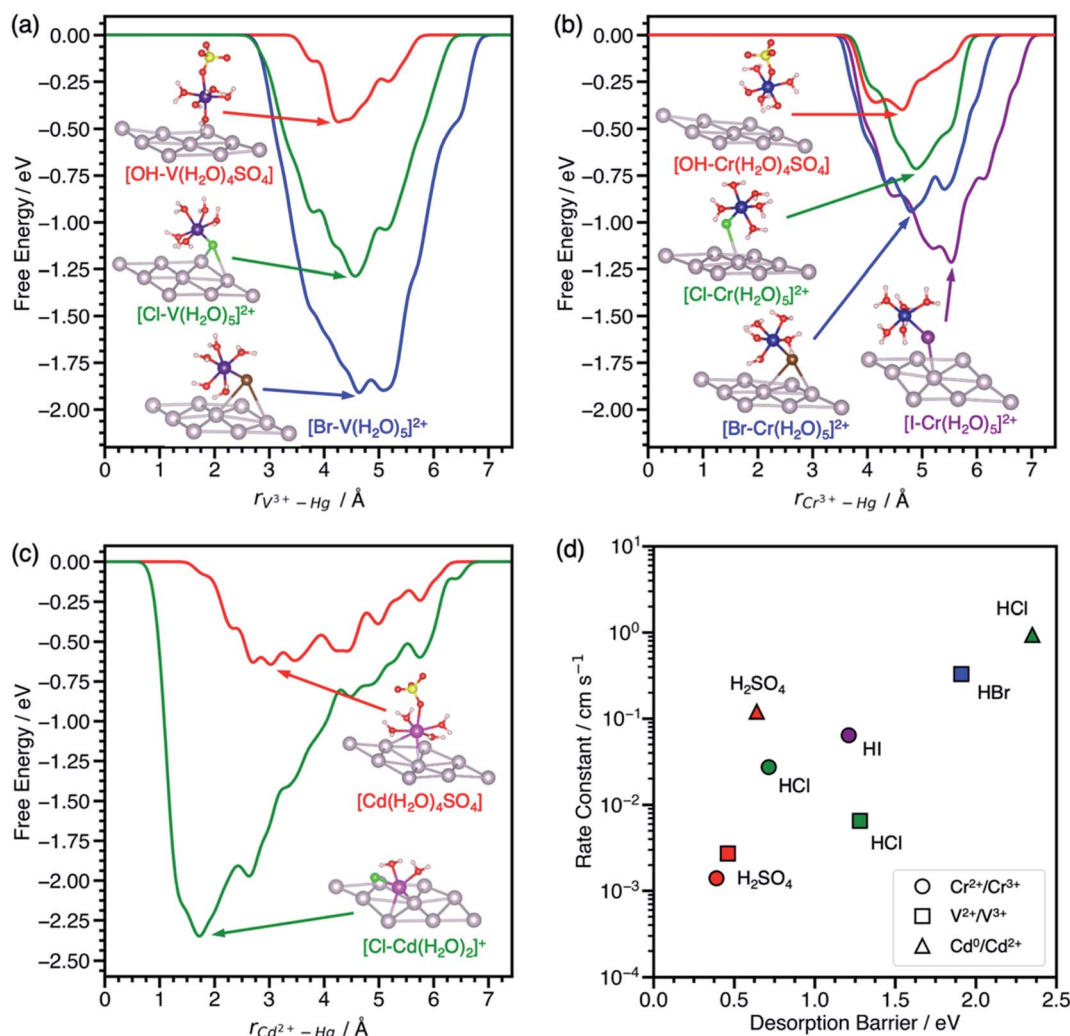 (a)
0.00
−0.25
−0.50
−0.75
−1.00
−1.25
−1.50
−1.75
−2.00
Free Energy / eV
[OH-V(H₂O)₄SO₄]
[Cl-V(H₂O)₅]²⁺
[Br-V(H₂O)₅]²⁺
0 1 2 3 4 5 6 7
r_V³⁺ − Hg / Å
(b)
0.00
−0.25
−0.50
−0.75
−1.00
−1.25
−1.50
−1.75
−2.00
Free Energy / eV
[OH-Cr(H₂O)₄SO₄]
[Cl-Cr(H₂O)₅]²⁺
[Br-Cr(H₂O)₅]²⁺
[I-Cr(H₂O)₅]²⁺
0 1 2 3 4 5 6 7
r_Cr³⁺ − Hg / Å
(c)
0.00
−0.25
−0.50
−0.75
−1.00
−1.25
−1.50
−1.75
−2.00
−2.25
−2.50
Free Energy / eV
[Cd(H₂O)₄SO₄]
[Cl-Cd(H₂O)₂]⁺
0 1 2 3 4 5 6 7
r_Cd²⁺ − Hg / Å
(d)
10¹
10⁰
10⁻¹
10⁻²
10⁻³
10⁻⁴
Rate Constant / cm s⁻¹
HCl
HBr
H₂SO₄
HI
HCl
HCl
H₂SO₄
Cr²⁺/Cr³⁺
V²⁺/V³⁺
Cd⁰/Cd²⁺
0.0 0.5 1.0 1.5 2.0 2.5
Desorption Barrier / eV